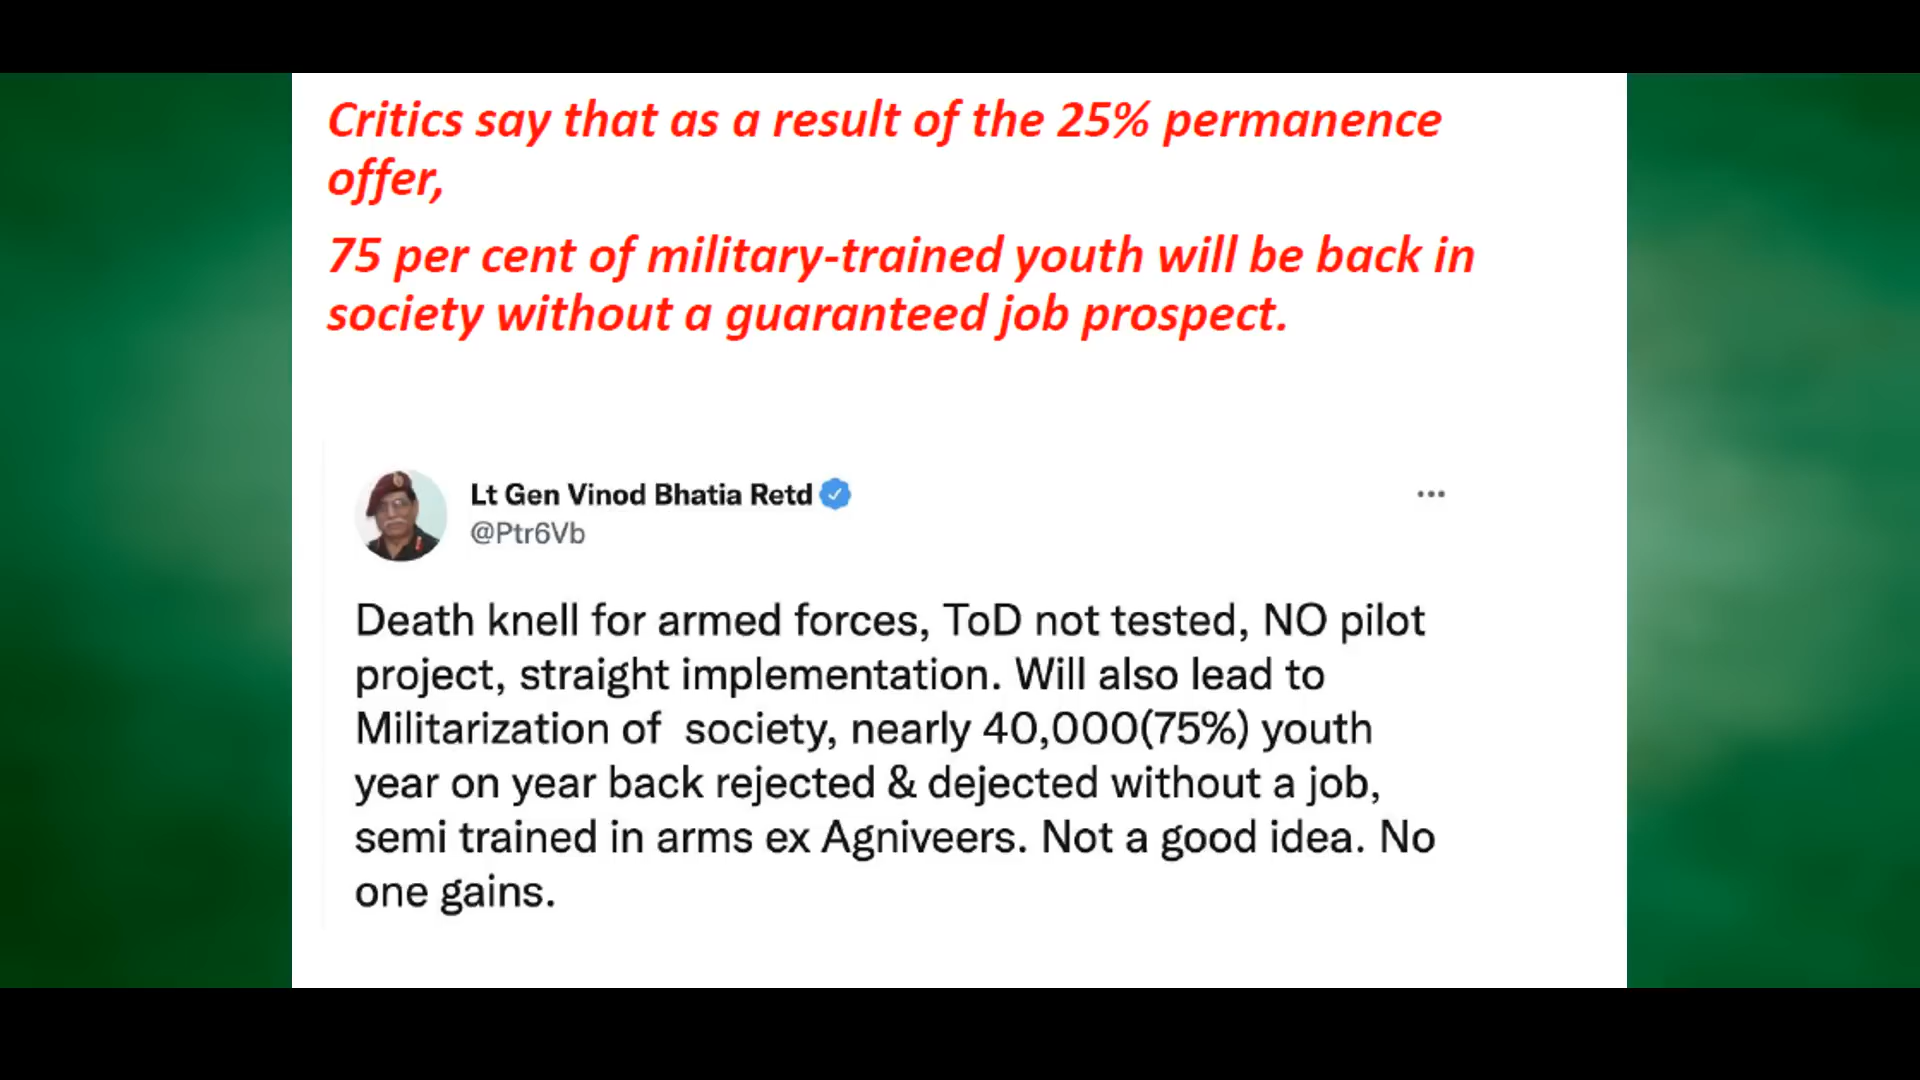 Critics say that as a result of the 25% permanence
offer,
75 per cent of military-trained youth will be back in
society without a guaranteed job prospect.
Lt Gen Vinod Bhatia Retd
@Ptr6Vb
Death knell for armed forces, ToD not tested, NO pilot
project, straight implementation. Will also lead to
Militarization of  society, nearly 40,000(75%) youth
year on year back rejected & dejected without a job,
semi trained in arms ex Agniveers. Not a good idea. No
one gains.